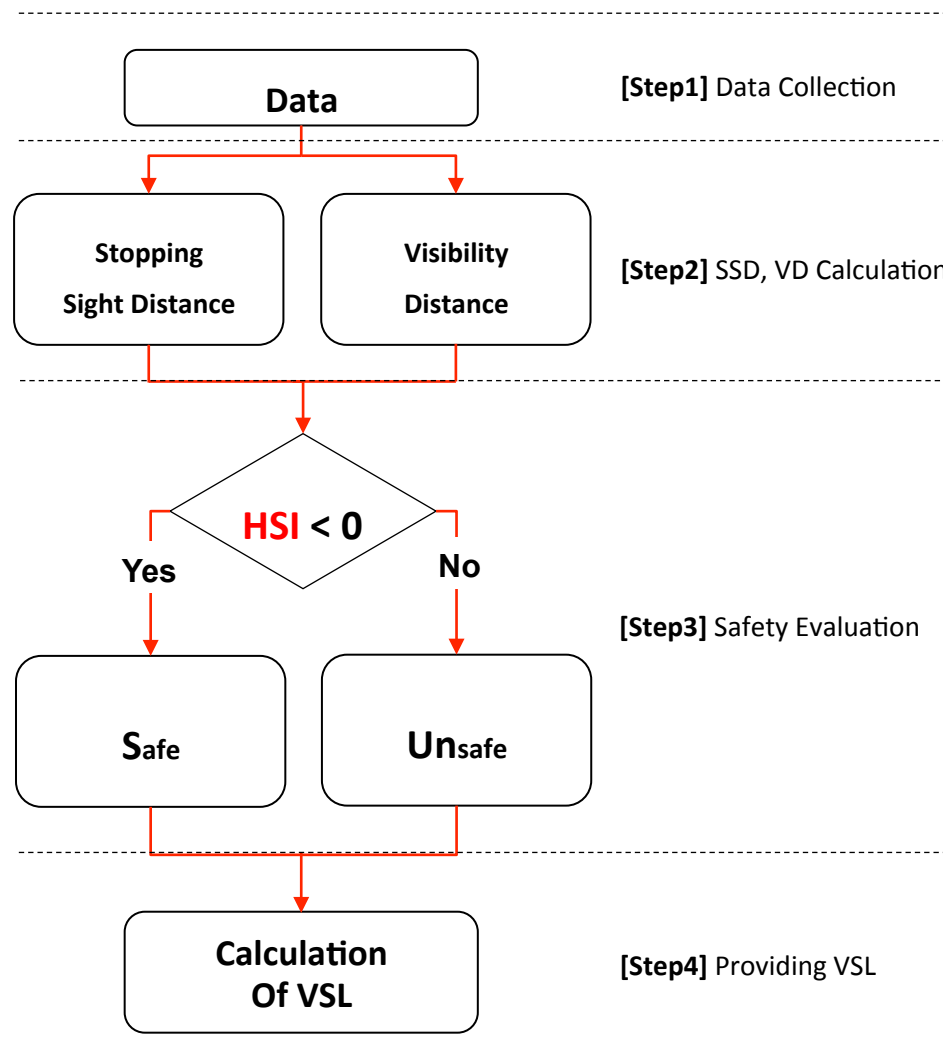 Data
[Step1] Data Collection
Stopping
Sight Distance
Visibility
Distance
[Step2] SSD, VD Calculation
HSI < 0
Yes
No
[Step3] Safety Evaluation
Safe
Unsafe
Calculation
Of VSL
[Step4] Providing VSL